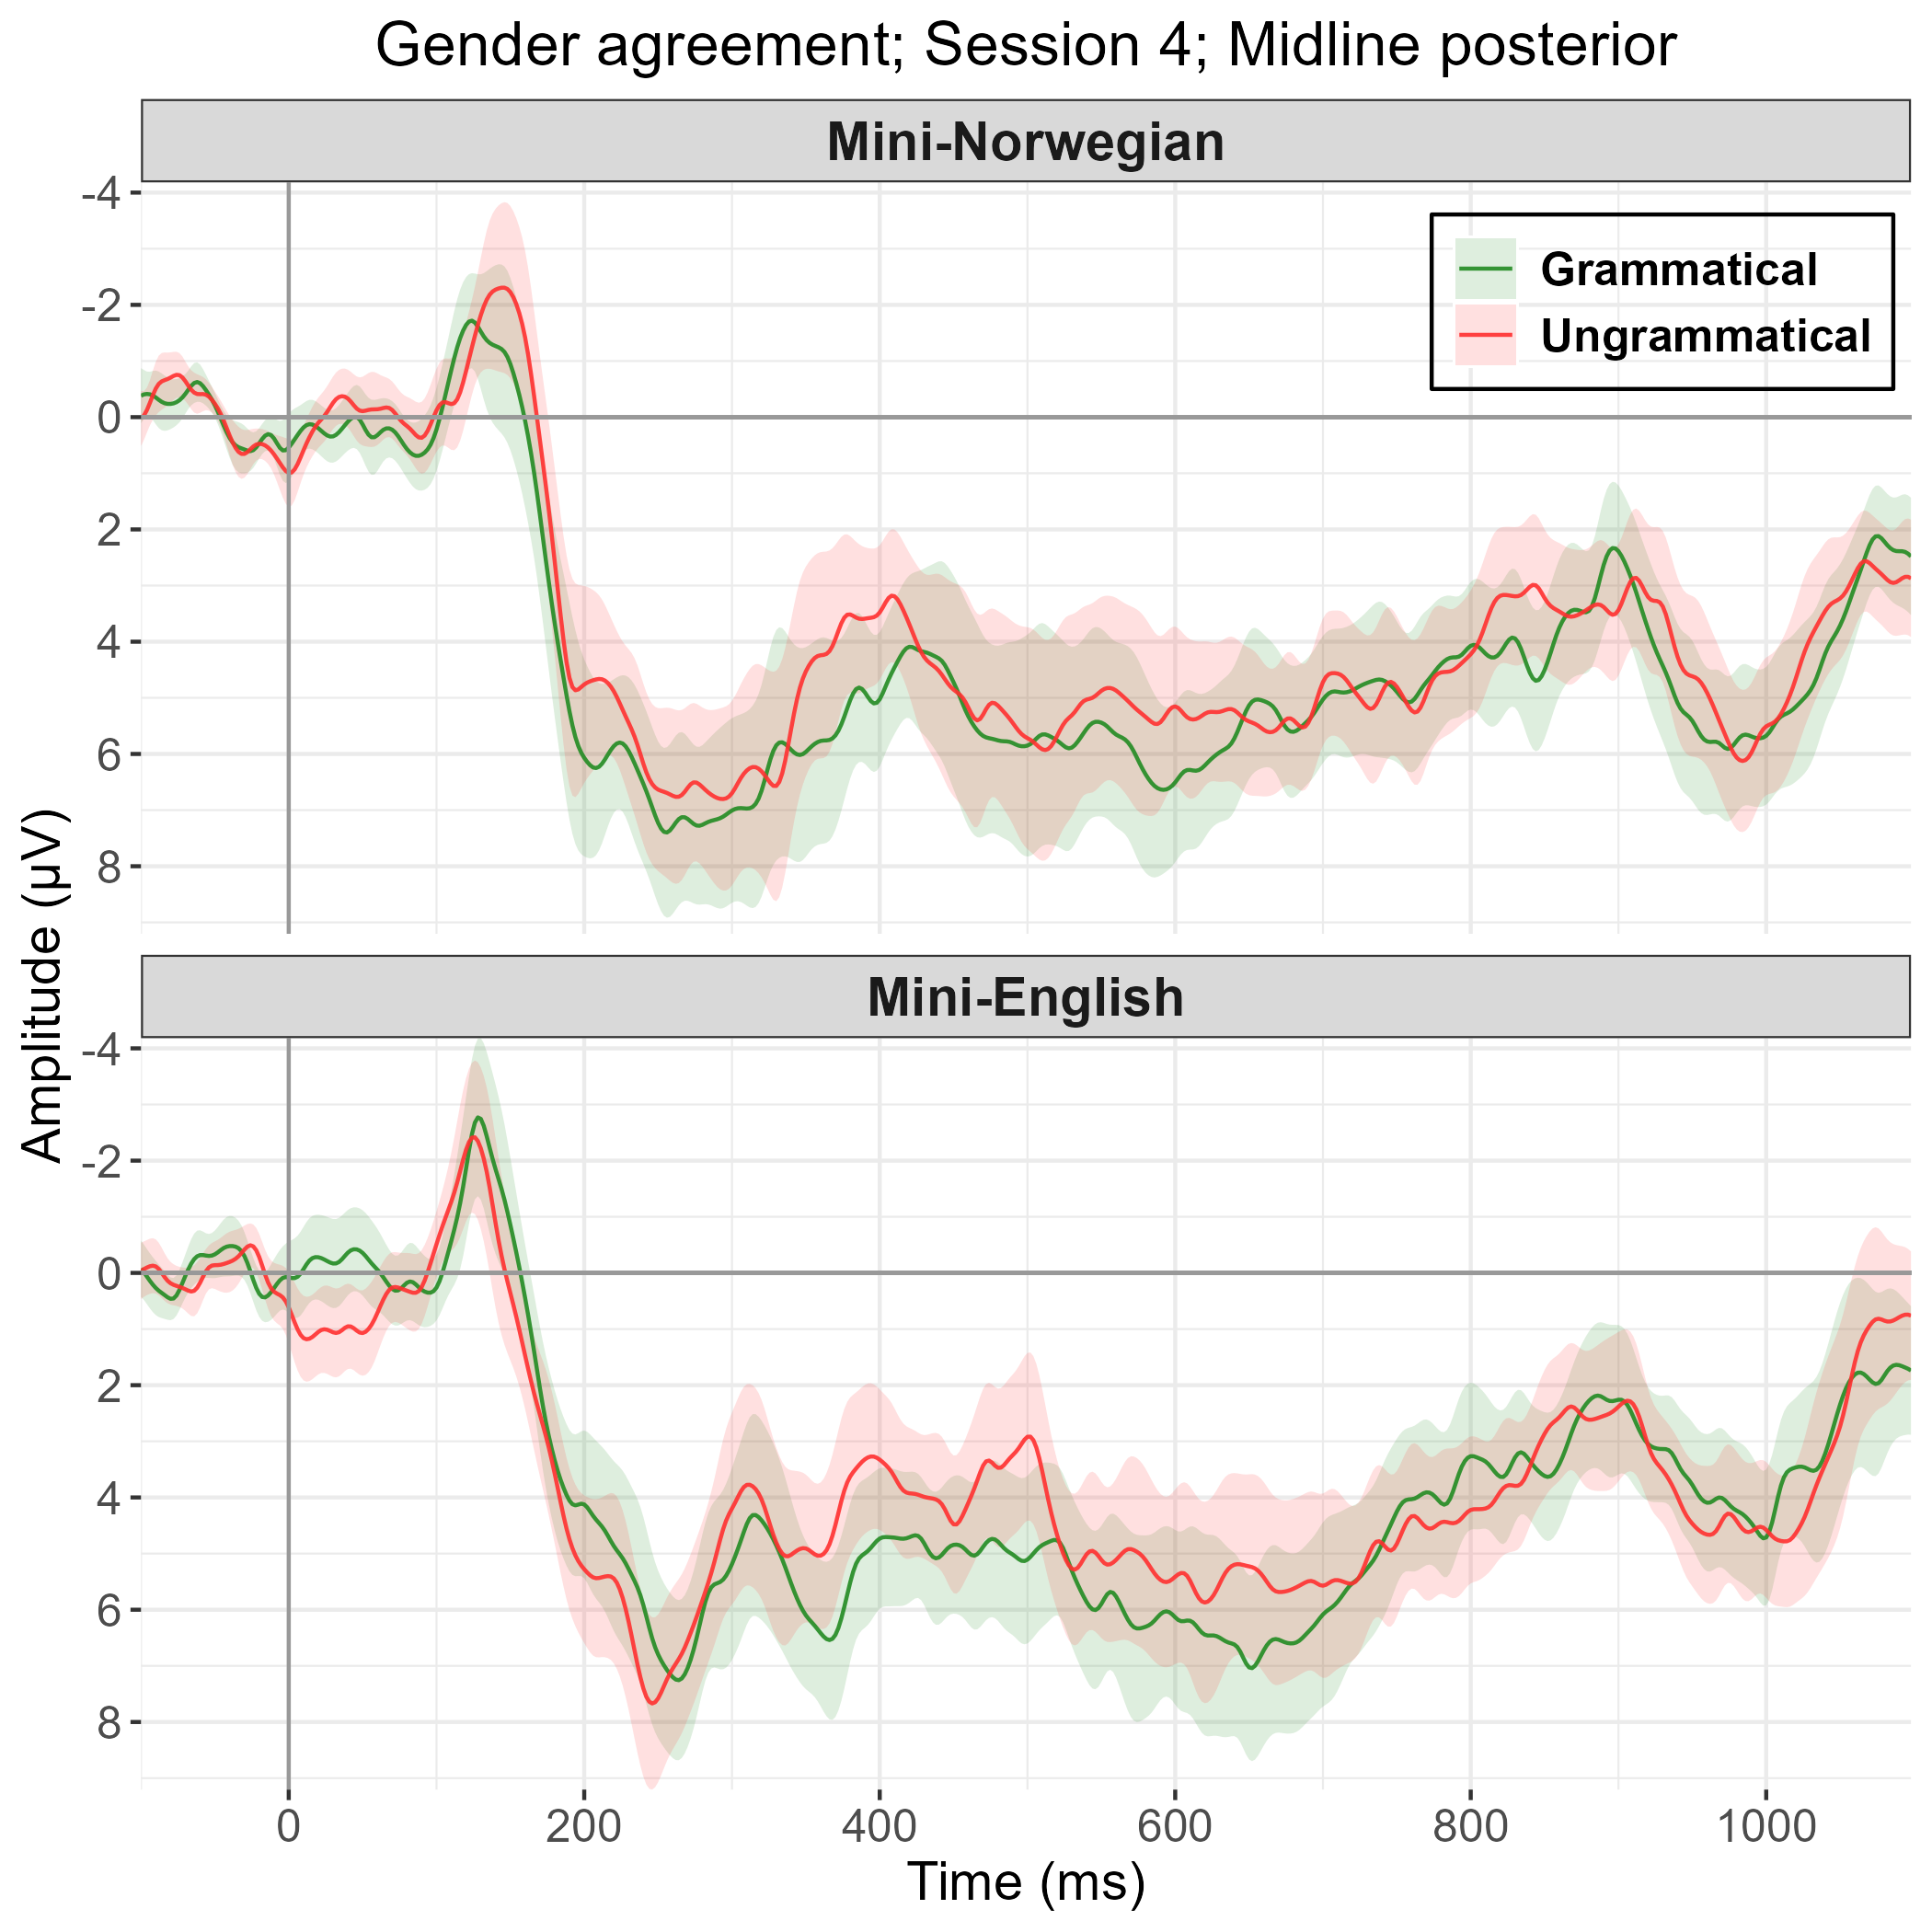 Gender agreement; Session 4; Midline posterior
Mini-Norwegian
-4
-2
0
2
4
6
8
Grammatical
Ungrammatical
Amplitude (µV)
Mini-English
-4
-2
0
2
4
6
8
0 200 400 600 800 1000
Time (ms)